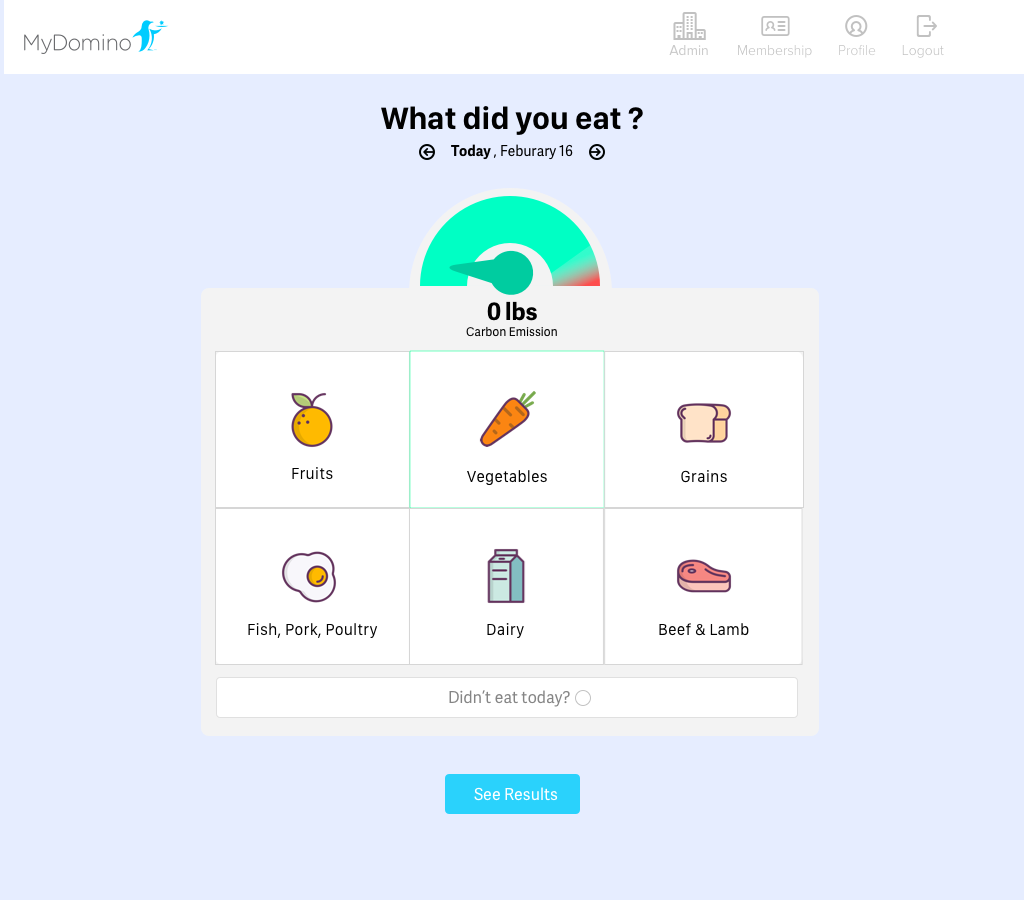 MyDomino
Admin
Membership
Profile
Logout
What did you eat ?
Today , Feburary 16
0 lbs
Carbon Emission
Fruits
Vegetables
Grains
Fish, Pork, Poultry
Dairy
Beef & Lamb
Didn’t eat today?
See Results